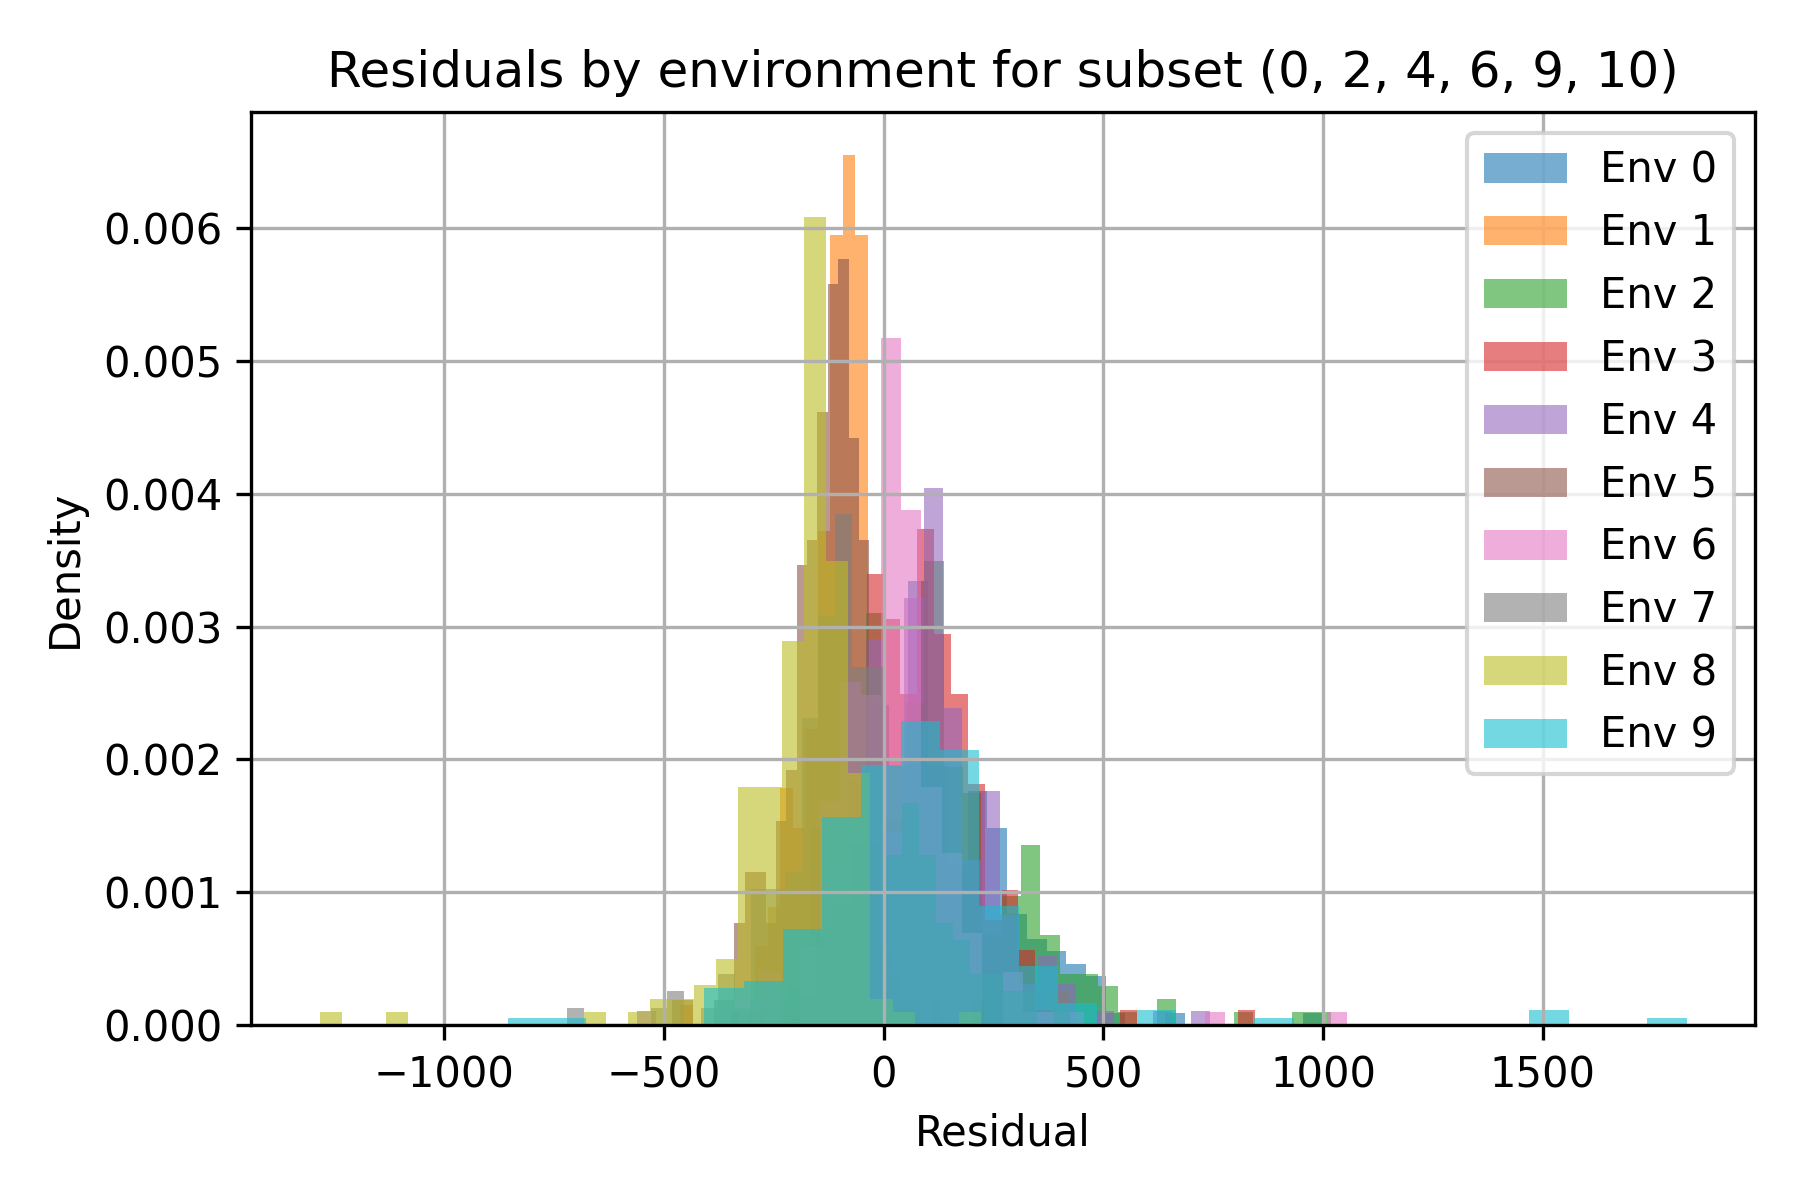 Residuals by environment for subset (0, 2, 4, 6, 9, 10)
Density
0.006
0.005
0.004
0.003
0.002
0.001
0.000
−1000
−500
0
500
1000
1500
Residual
Env 0
Env 1
Env 2
Env 3
Env 4
Env 5
Env 6
Env 7
Env 8
Env 9